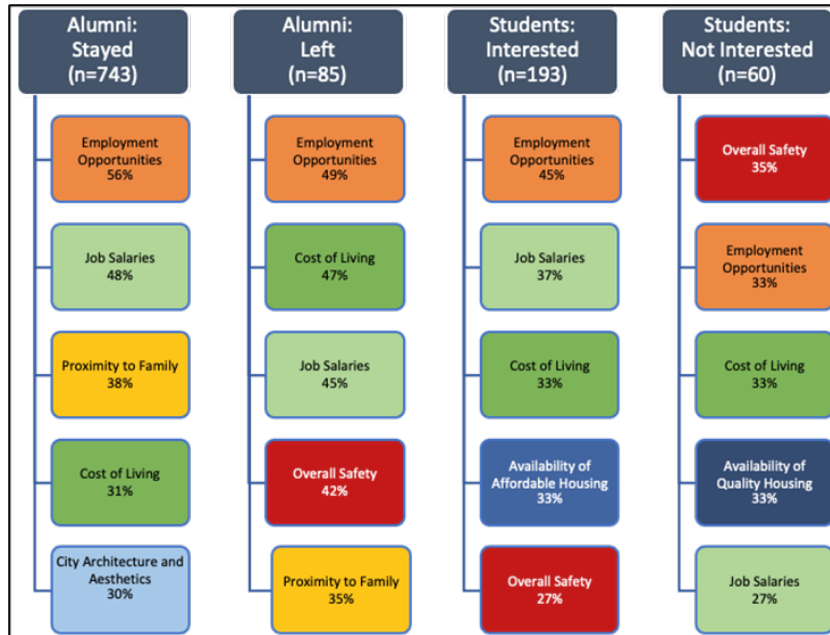 Alumni:
Stayed
(n=743)
Employment
Opportunities
56%
Job Salaries
48%
Proximity to Family
38%
Cost of Living
31%
City Architecture and
Aesthetics
30%
Alumni:
Left
(n=85)
Employment
Opportunities
49%
Cost of Living
47%
Job Salaries
45%
Overall Safety
42%
Proximity to Family
35%
Students:
Interested
(n=193)
Employment
Opportunities
45%
Job Salaries
37%
Cost of Living
33%
Availability of
Affordable Housing
33%
Overall Safety
27%
Students:
Not Interested
(n=60)
Overall Safety
35%
Employment
Opportunities
33%
Cost of Living
33%
Availability of
Quality Housing
33%
Job Salaries
27%